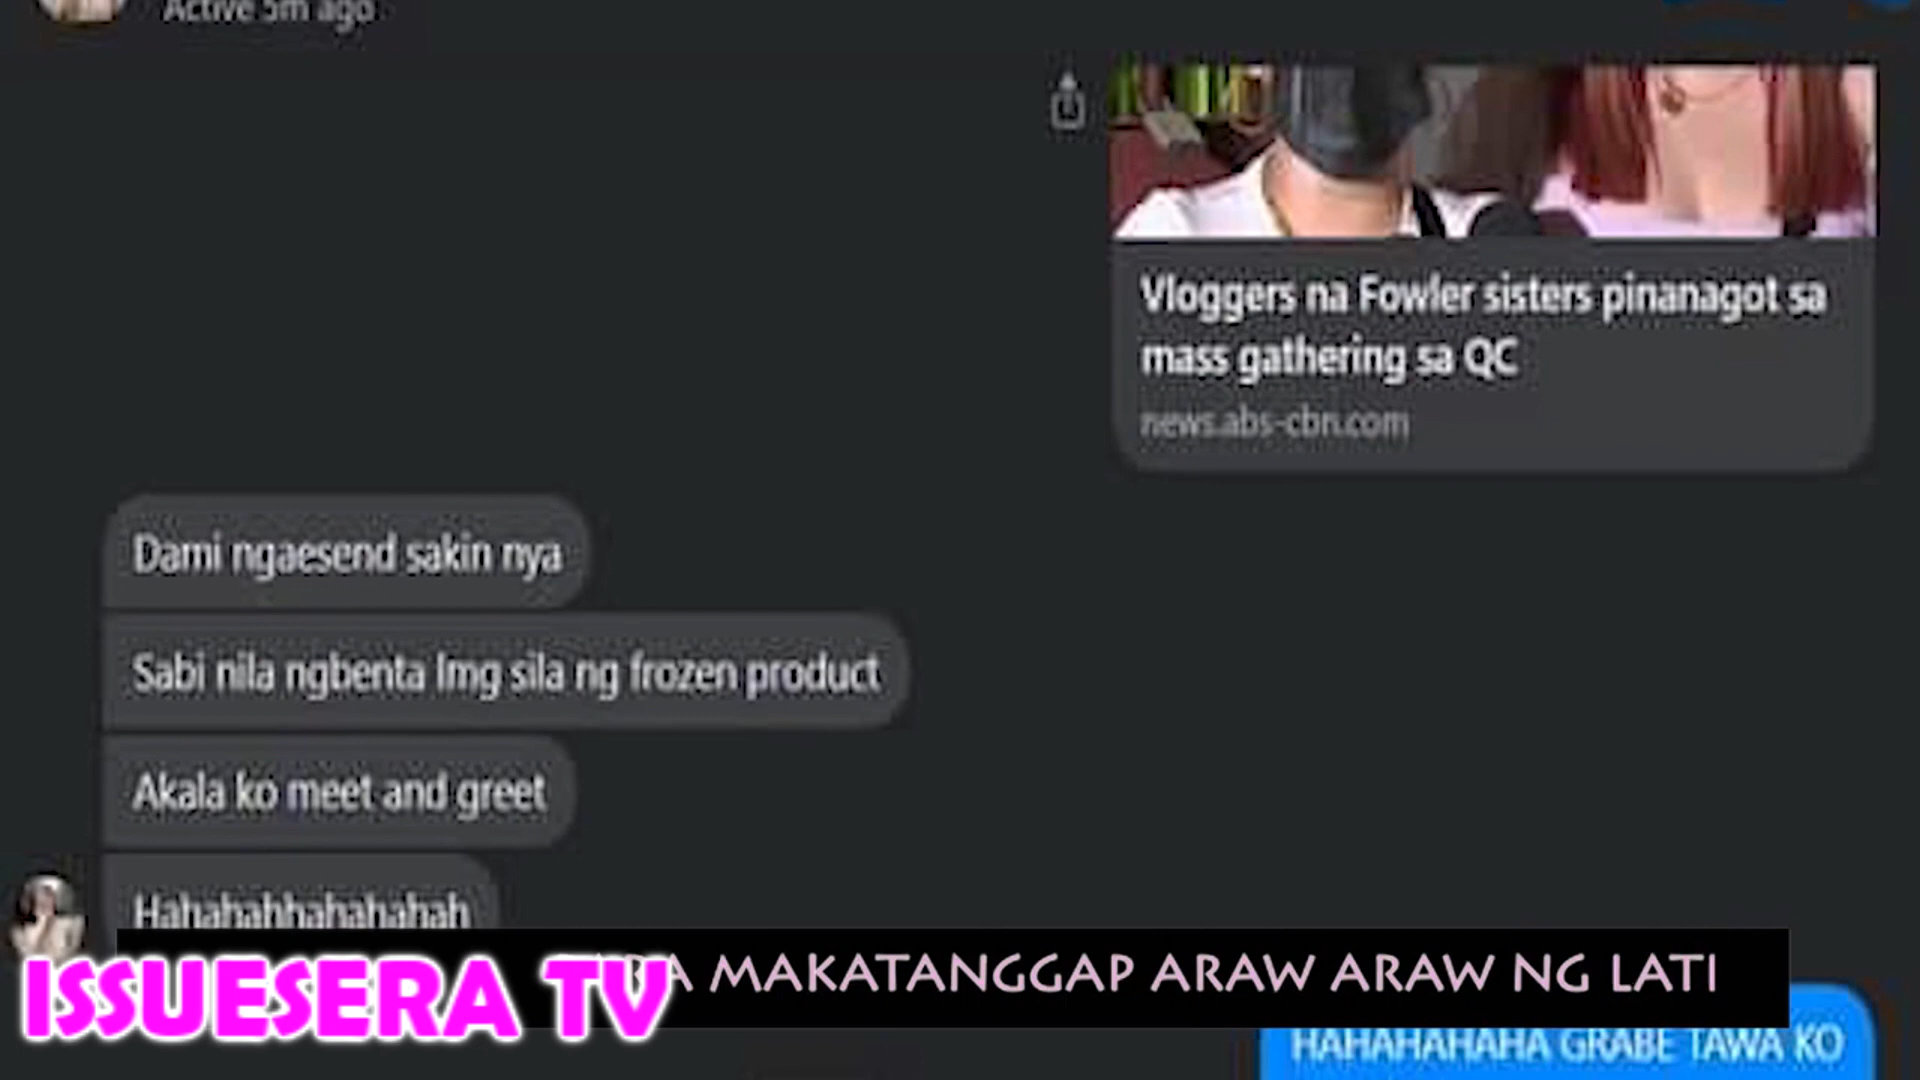 Active 5m ago
Vloggers na Fowler sisters pinanagot sa
mass gathering sa QC
news.abs-cbn.com
Dami ngaesend sakin nya
Sabi nila ngbenta lmg sila ng frozen product
Akala ko meet and greet
Hahahahhahahahah
ISSUESERA TV
MAKATANGGAP ARAW ARAW NG LATI
HAHAHAHAHA GRABE TAWA KO